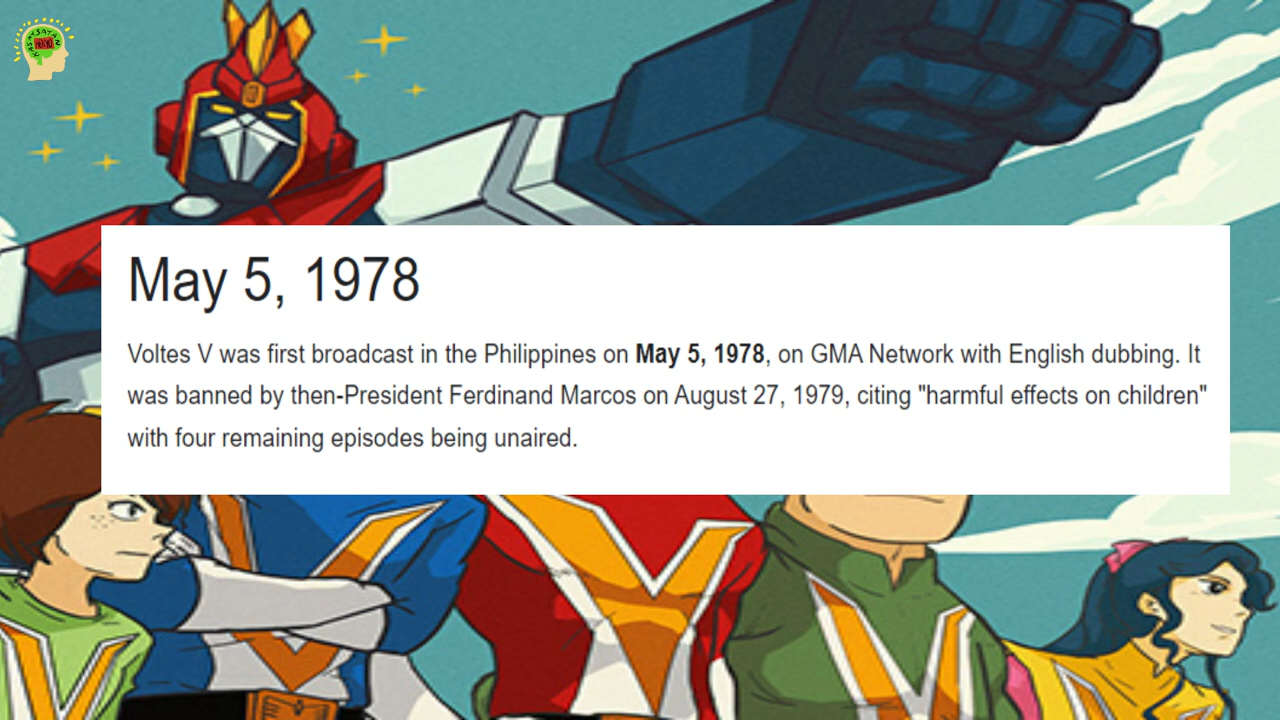 KASAYSAYAN
HENYO
May 5, 1978
Voltes V was first broadcast in the Philippines on May 5, 1978, on GMA Network with English dubbing. It
was banned by then-President Ferdinand Marcos on August 27, 1979, citing "harmful effects on children"
with four remaining episodes being unaired.